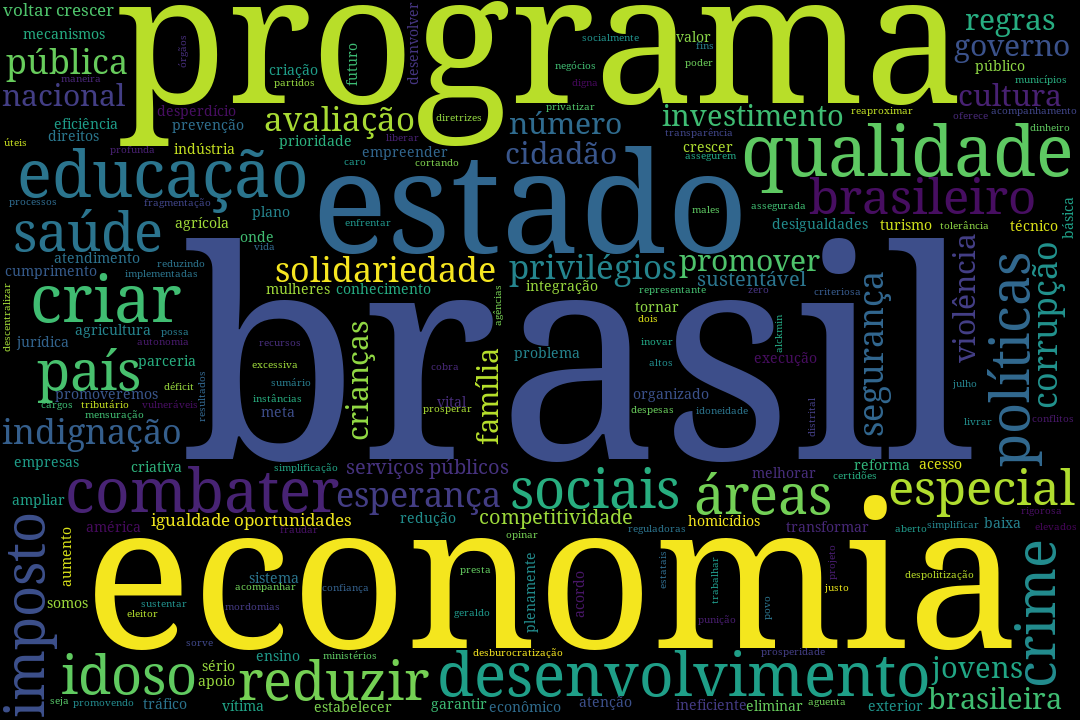 voltar crescer
programa
regras
mecanismos
órgãos
desenvolver
socialmente
valor
fins
governo
pública
criação
futuro
partidos
negócios
poder
público
maneira
digna
municípios
nacional
desperdício
avaliação
diretrizes
privatizar
investimento
reaproximar
cultura
oferece
acompanhamento
eficiência
prevenção
número
direitos
prioridade
liberar
transparência
dinheiro
úteis
profunda
indústria
empreender
cidadão
crescer
qualidade
educação
caro
cortando
estado
assegurem
brasileiro
processos
fragmentação
plano
males
assegurada
básica
saúde
agrícola
enfrentar
desigualdades
turismo
tolerância
técnico
onde
vida
atendimento
solidariedade
privilégios
promover
violência
cumprimento
reduzindo
implementadas
sustentável
criar
mulheres
conhecimento
integração
representante
zero
criteriosa
brasil
descentralizar
agências
tornar
dois
segurança
políticas
corrupção
agricultura
possa
jurídica
autonomia
recursos
crianças
família
problema
inovar
alckmin
país
parceria
excessiva
cobra
altos
execução
promoveremos
déficit
resultados
sumário
organizado
julho
cargos
tributário
vulneráveis
instâncias
vital
mensuração
meta
prosperar
despesas
idoneidade
distrital
livrar
conflitos
indignação
empresas
criativa
simplificação
serviços públicos
melhorar
certidões
reforma
acesso
combater
esperança
sociais
áreas
especial
ampliar
américa
igualdade oportunidades
fraudar
redução
competitividade
reguladoras
homicídios
transformar
aberto
simplificar
baixa
rigorosa
elevados
opinar
imposto
aumento
economia
crime
sistema
acompanhar
confiança
presta
plenamente
acordo
estatais
trabalhar
projeto
justo
despolitização
somos
sustentar
eleitor
mordomias
geraldo
punição
povo
sorve
desburocratização
prosperidade
idoso
sério
ensino
ministérios
apoio
reduzir
desenvolvimento
jovens
seja
promovendo
tráfico
vítima
estabelecer
garantir
econômico
atenção
ineficiente
eliminar
aguenta
exterior
brasileira